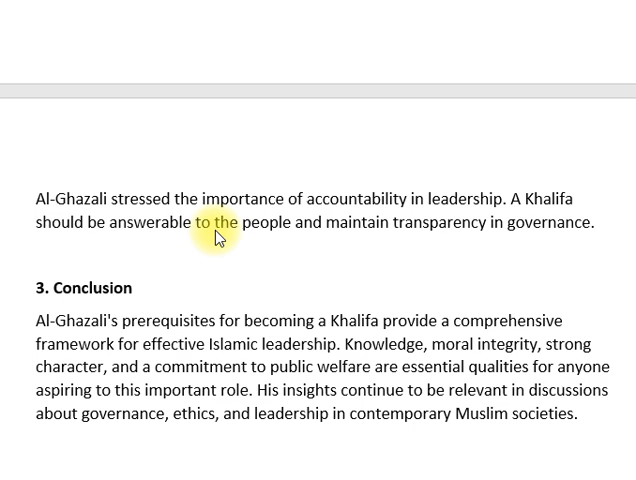 Al-Ghazali stressed the importance of accountability in leadership. A Khalifa
should be answerable to the people and maintain transparency in governance.
3. Conclusion
Al-Ghazali's prerequisites for becoming a Khalifa provide a comprehensive
framework for effective Islamic leadership. Knowledge, moral integrity, strong
character, and a commitment to public welfare are essential qualities for anyone
aspiring to this important role. His insights continue to be relevant in discussions
about governance, ethics, and leadership in contemporary Muslim societies.